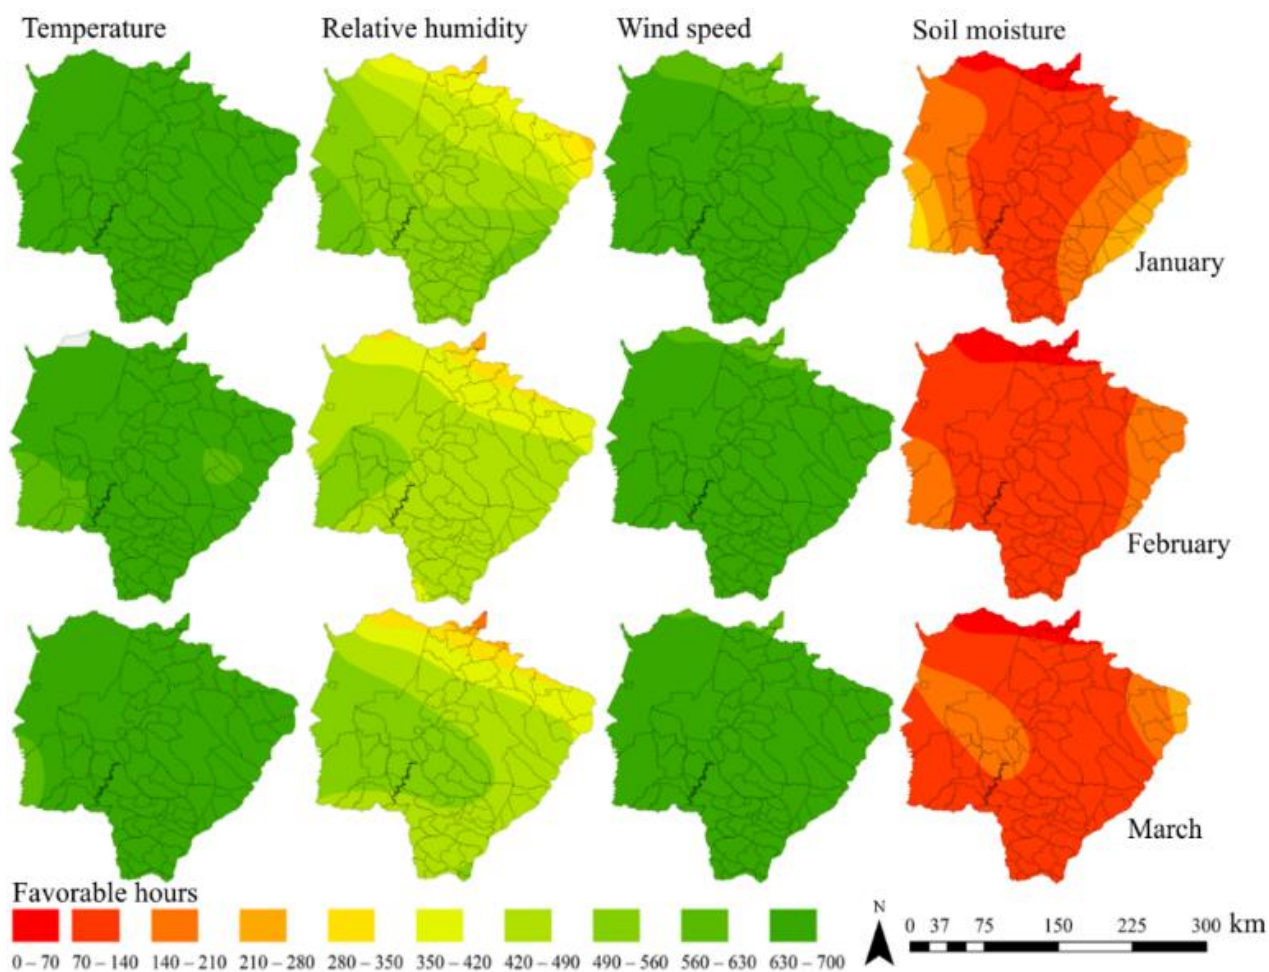 Temperature Relative humidity Wind speed Soil moisture
January
February
March
Favorable hours
0 – 70 70 – 140 140 – 210 210 – 280 280 – 350 350 – 420 420 – 490 490 – 560 560 – 630 630 – 700
N
0 37 75 150 225 300 km